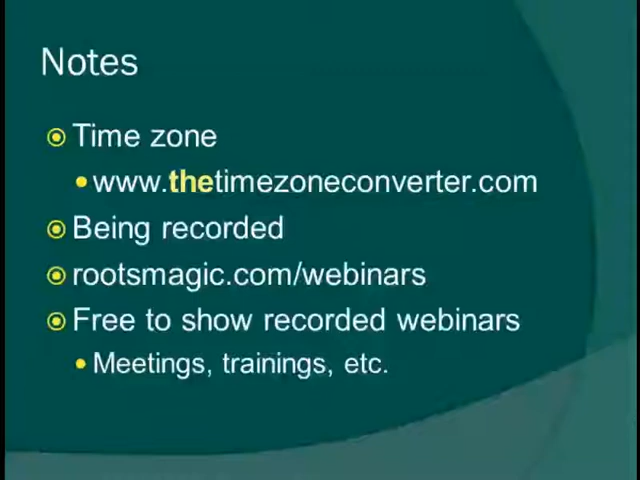 Notes
Time zone
www.thetimezoneconverter.com
Being recorded
rootsmagic.com/webinars
Free to show recorded webinars
Meetings, trainings, etc.